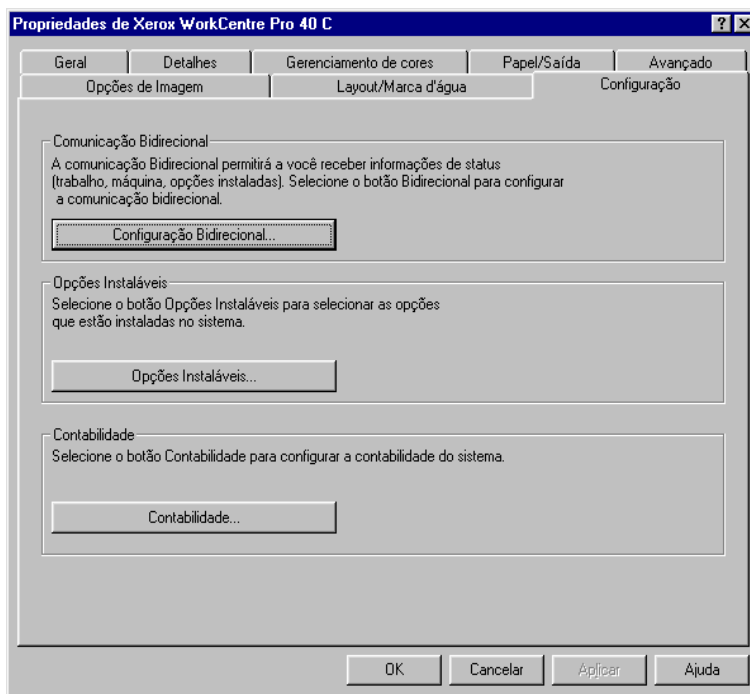 Propriedades de Xerox WorkCentre Pro 40 C
Geral Detalhes Gerenciamento de cores Papel/Saída Avançado
Opções de Imagem Layout/Marca d'água Configuração
Comunicação Bidirecional
A comunicação Bidirecional permitirá a você receber informações de status
(trabalho, máquina, opções instaladas). Selecione o botão Bidirecional para configurar
a comunicação bidirecional.
Configuração Bidirecional...
Opções Instaláveis
Selecione o botão Opções Instaláveis para selecionar as opções
que estão instaladas no sistema.
Opções Instaláveis...
Contabilidade
Selecione o botão Contabilidade para configurar a contabilidade do sistema.
Contabilidade...
OK Cancelar Aplicar Ajuda